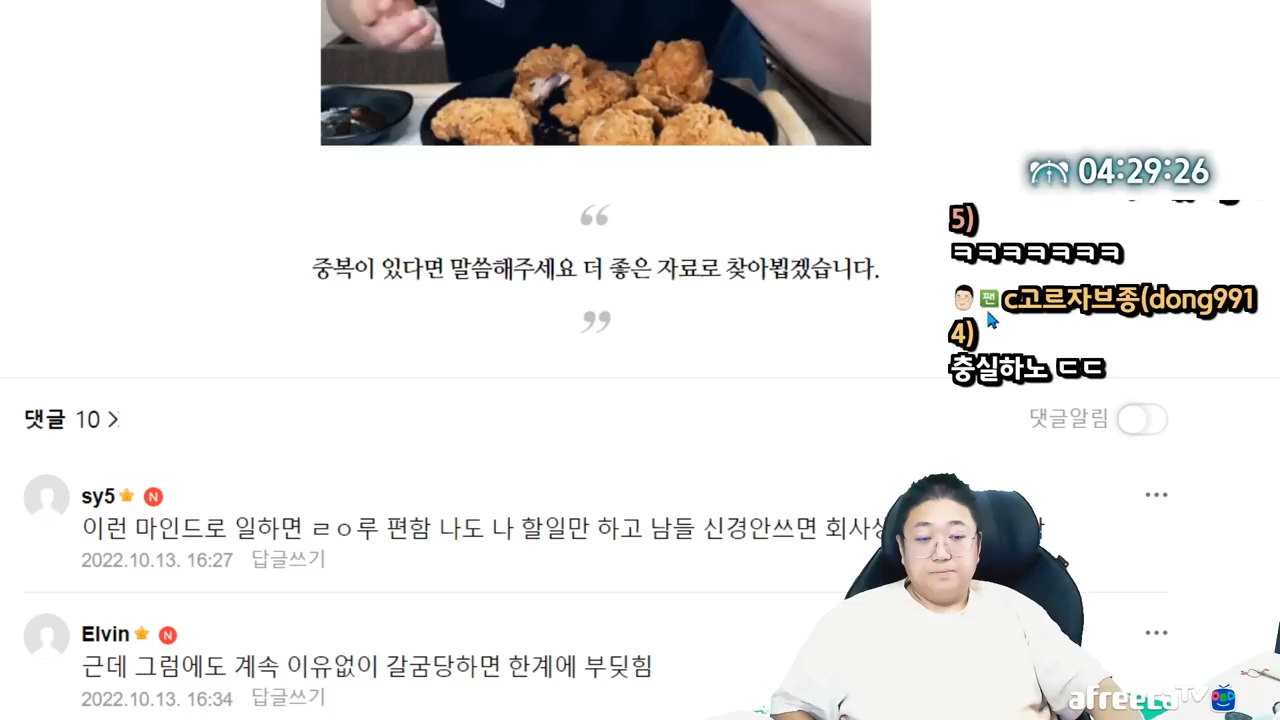 04:29:26
5)
ㅋㅋㅋㅋㅋㅋㅋ
“
중복이 있다면 말씀해주세요 더 좋은 자료로 찾아뵙겠습니다.
”
짼 c고르자브종(dong991
4)
충실하노 ㄷㄷ
댓글 10 >
댓글알림
sy5 N
이런 마인드로 일하면 ㄹㅇ루 편함 나도 나 할일만 하고 남들 신경안쓰면
2022.10.13. 16:27 답글쓰기
Elvin N
근데 그럼에도 계속 이유없이 갈굼당하면 한계에 부딪힘
2022.10.13. 16:34 답글쓰기
afreecaTV